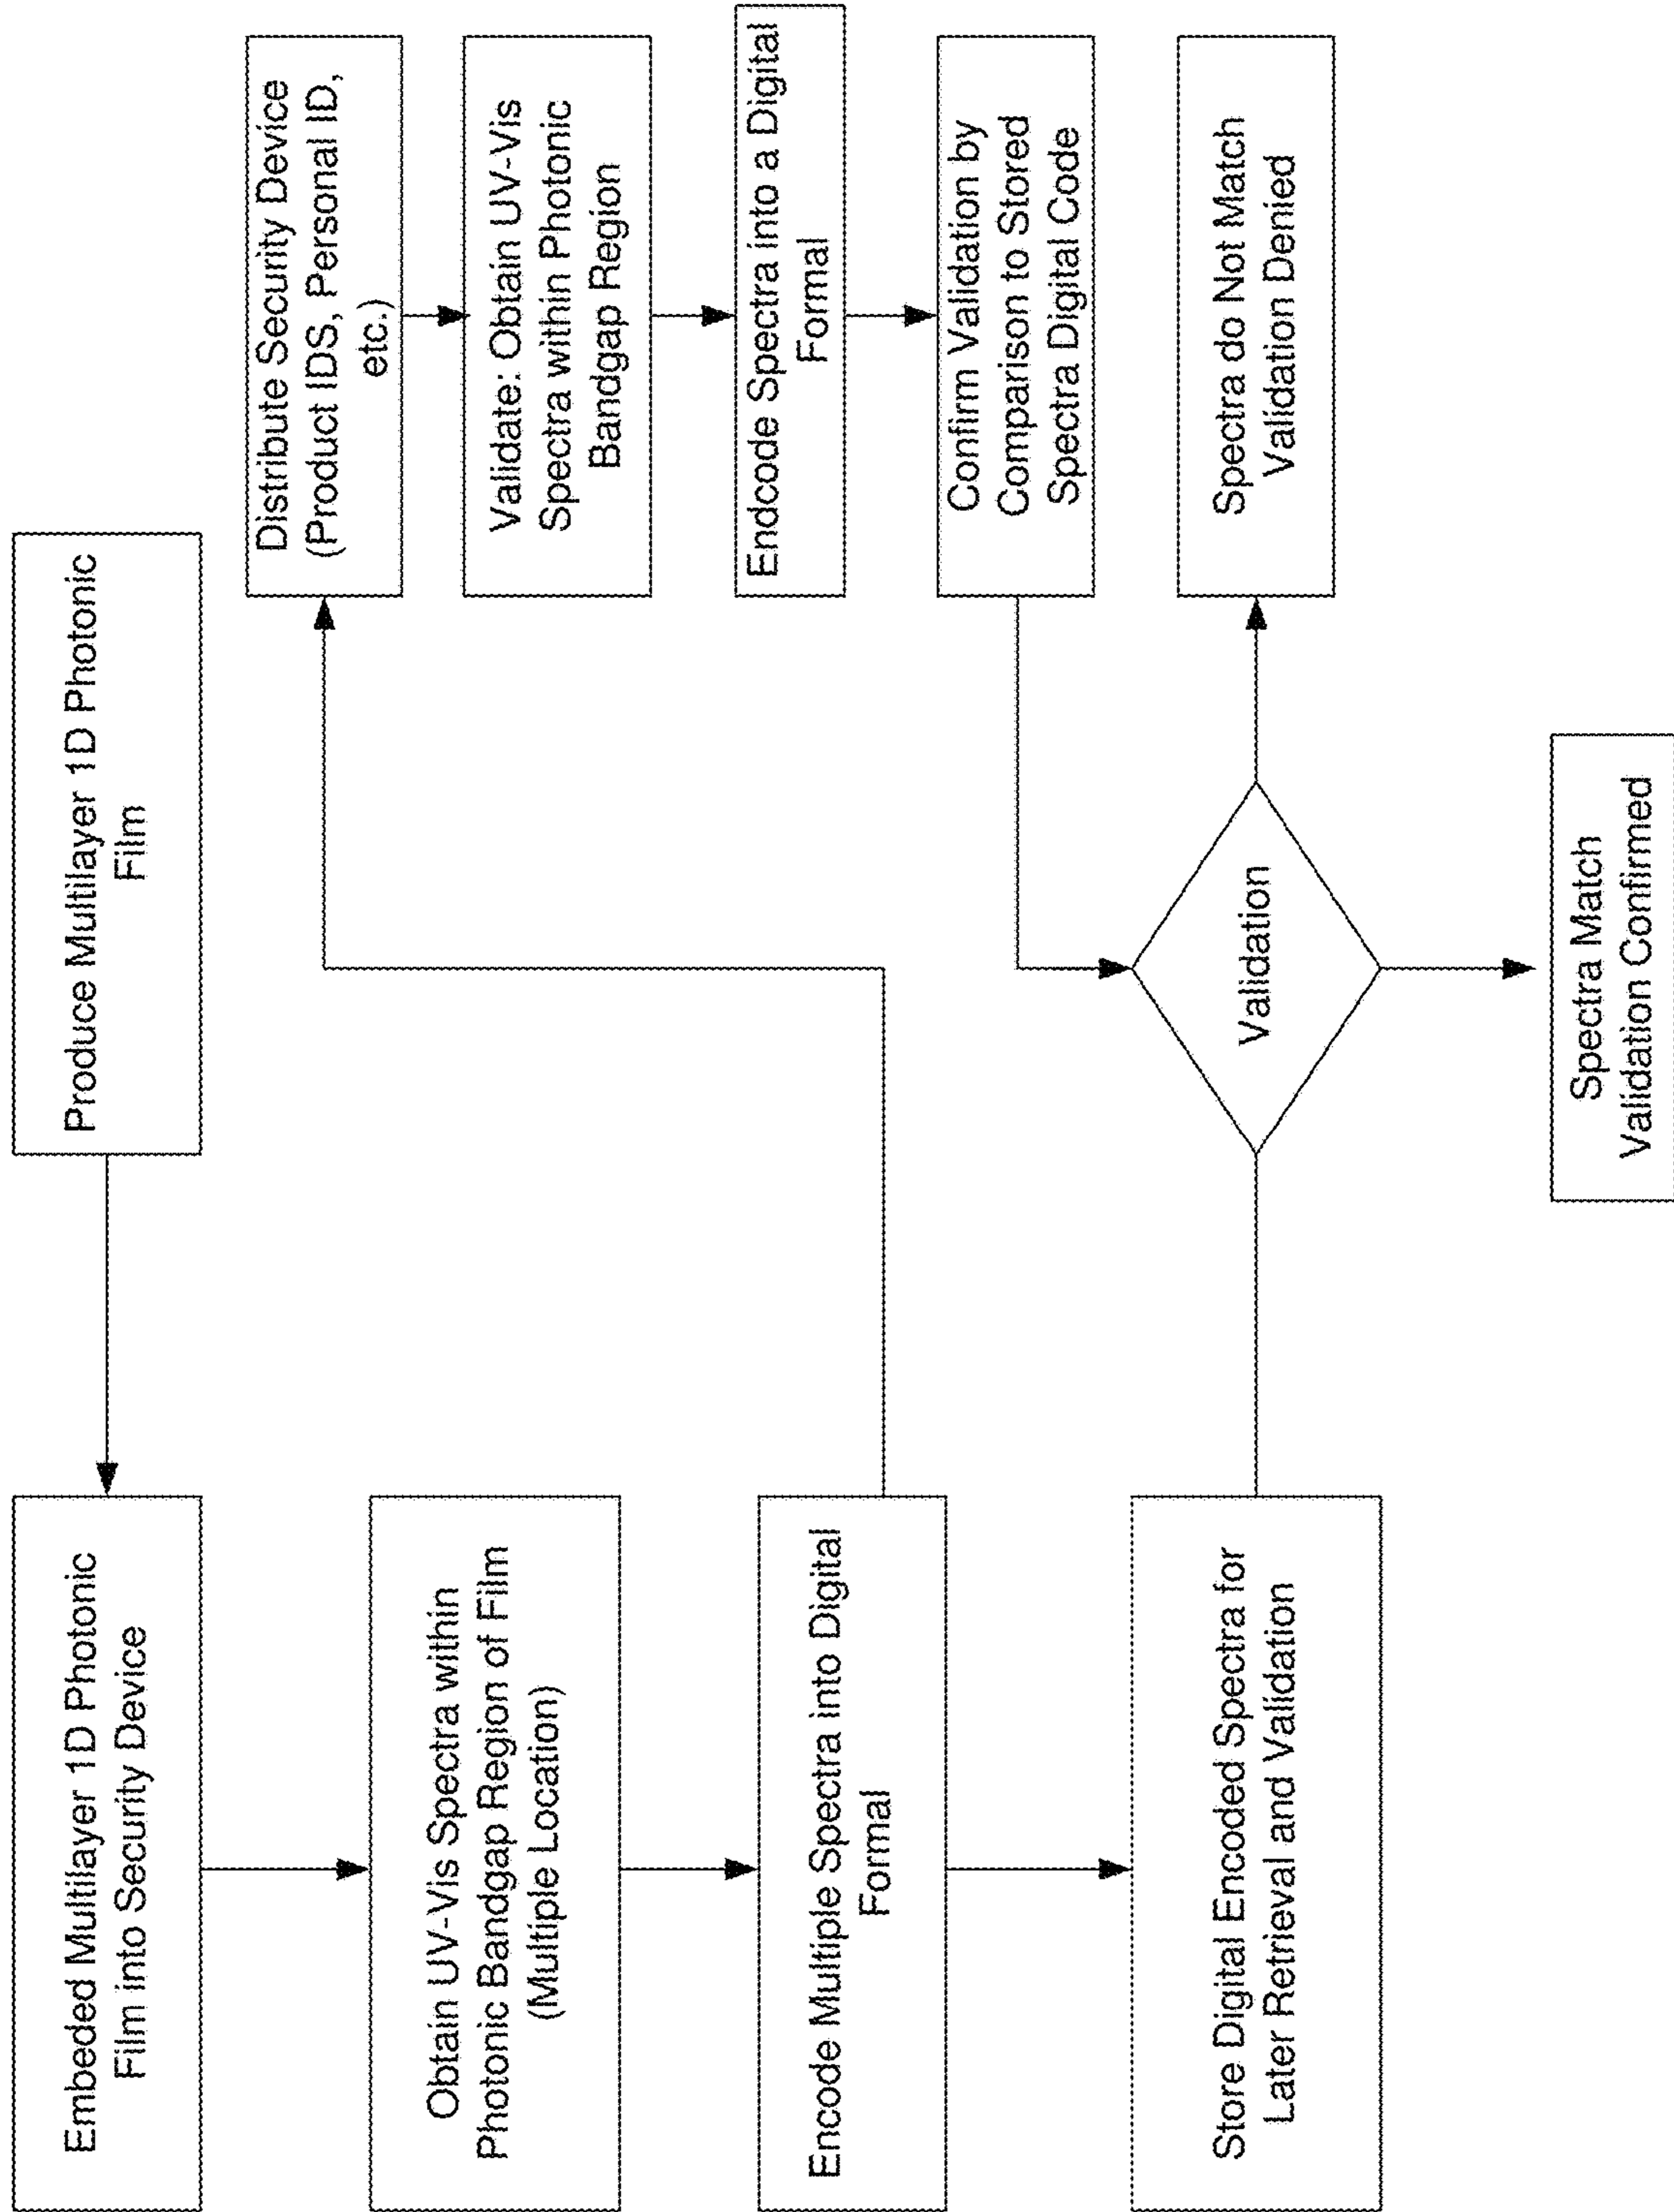 Produce Multilayer 1D Photonic
Film
Embeded Multilayer 1D Photonic
Film into Security Device
Obtain UV-Vis Spectra within
Photonic Bandgap Region of Film
(Multiple Location)
Encode Multiple Spectra into Digital
Formal
Store Digital Encoded Spectra for
Later Retrieval and Validation
Distribute Security Device
(Product IDS, Personal ID,
etc.)
Validate: Obtain UV-Vis
Spectra within Photonic
Bandgap Region
Endcode Spectra into a Digital
Formal
Confirm Validation by
Comparison to Stored
Spectra Digital Code
Validation
Spectra do Not Match
Validation Denied
Spectra Match
Validation Confirmed